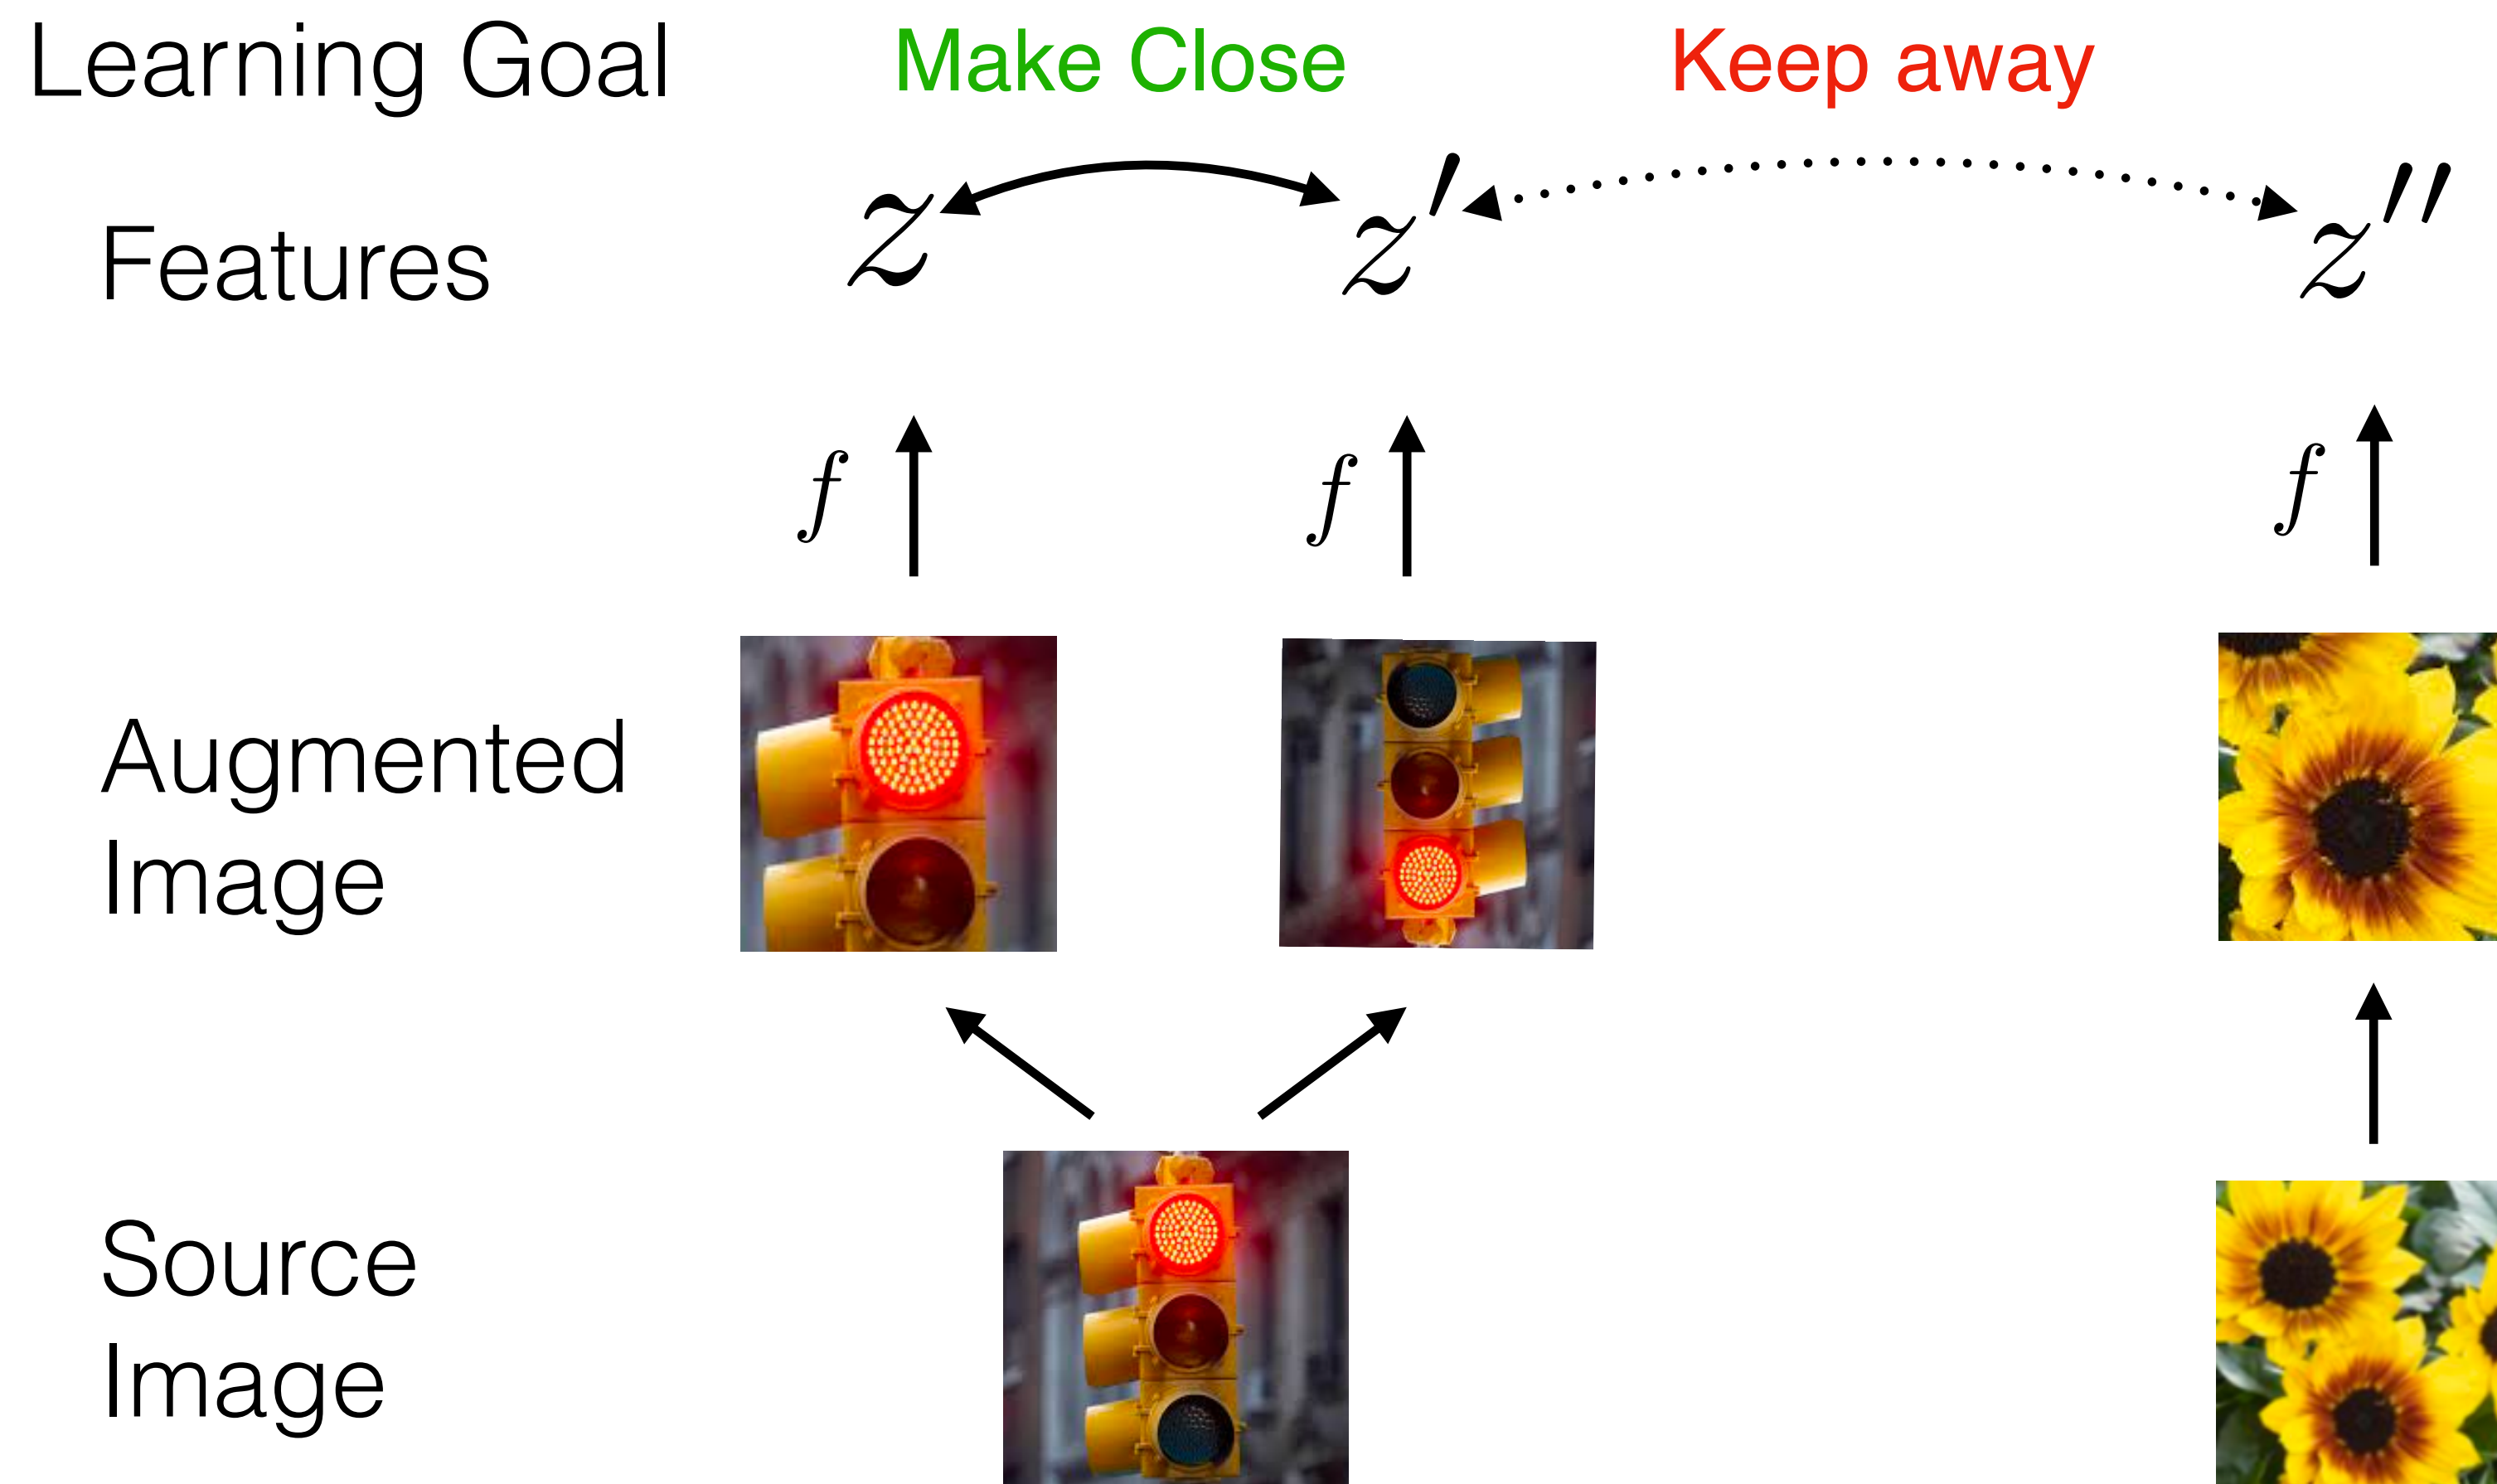 Learning Goal Make Close Keep away
Features z z′ z′′
f f f
Augmented
Image
Source
Image